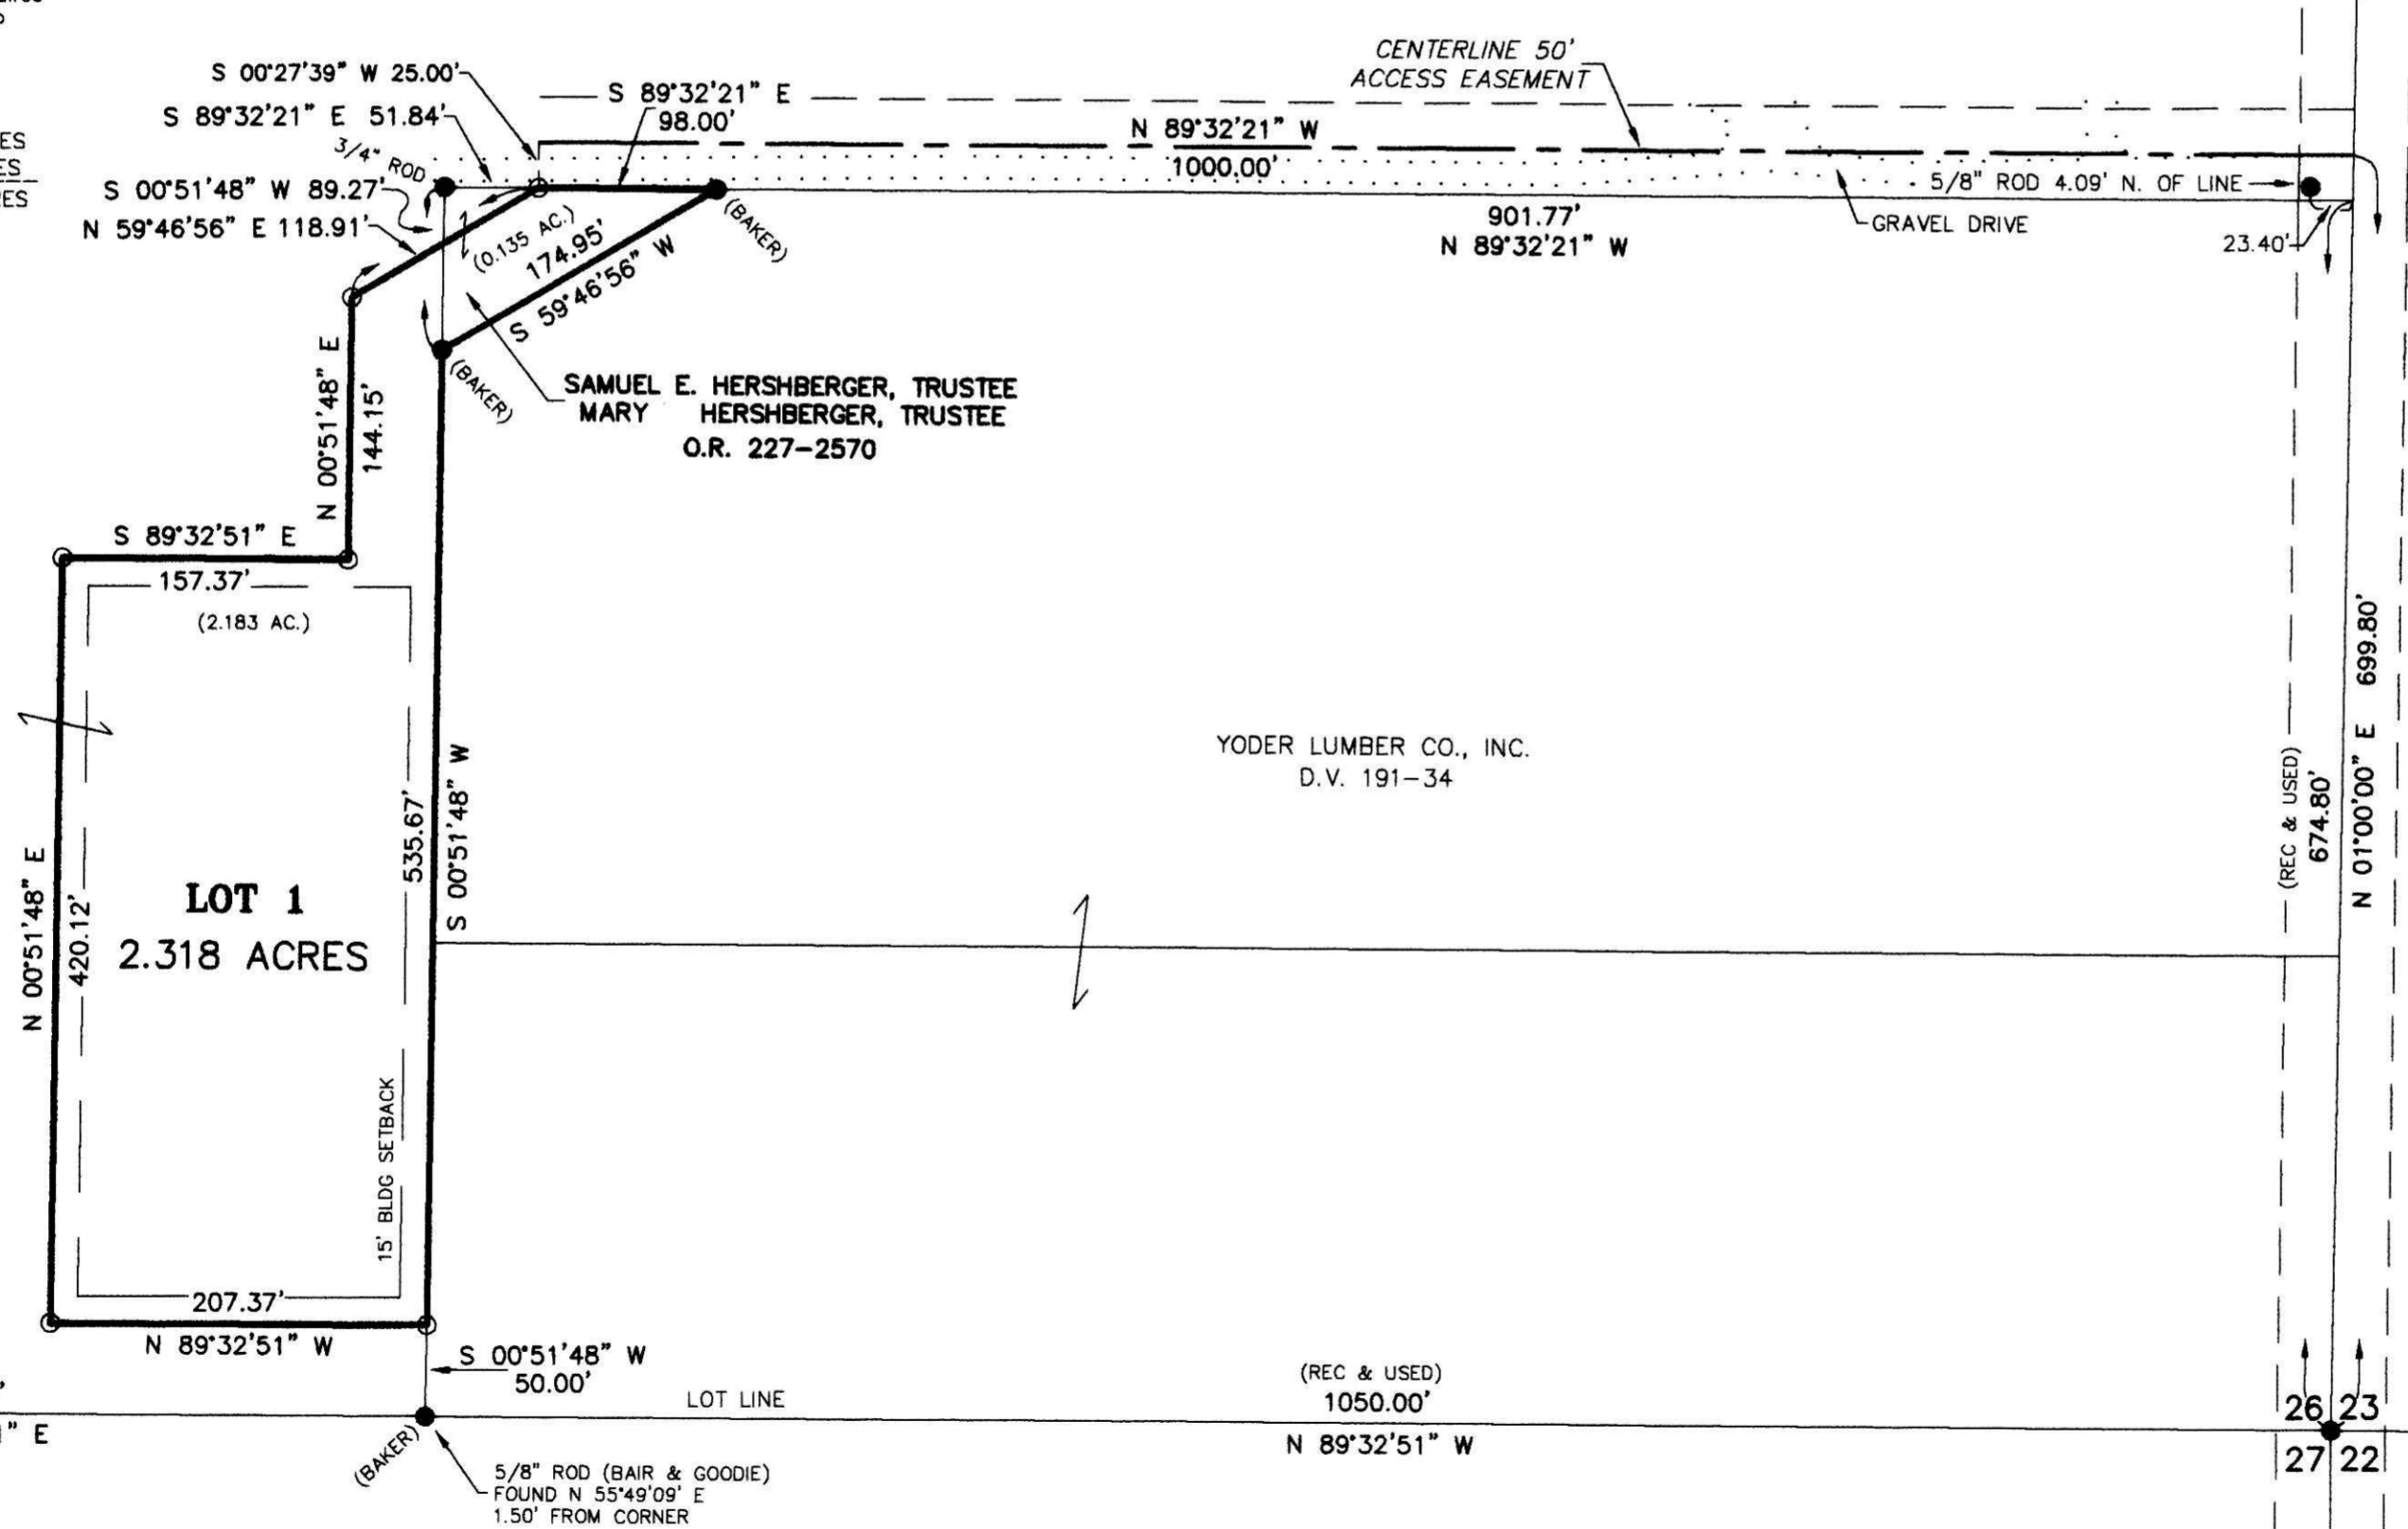 CENTERLINE 50'
ACCESS EASEMENT
S 00°27'39" W 25.00'
S 89°32'21" E
98.00'
S 89°32'21" E 51.84'
N 89°32'21" W
1000.00'
ES
ES
RES
3/4" ROD
S 00°51'48" W 89.27'
5/8" ROD 4.09' N. OF LINE
N 59°46'56" E 118.91'
(0.135 AC.)
174.95'
S 59°46'56" W
(BAKER)
901.77'
N 89°32'21" W
GRAVEL DRIVE
23.40'
N 00°51'48" E
144.15'
(BAKER)
SAMUEL E. HERSHBERGER, TRUSTEE
MARY HERSHBERGER, TRUSTEE
O.R. 227-2570
S 89°32'51" E
157.37'
(2.183 AC.)
N 01°00'00" E 699.80'
(REC & USED)
674.80'
YODER LUMBER CO., INC.
D.V. 191-34
S 00°51'48" W
535.67'
N 00°51'48" E
420.12'
LOT 1
2.318 ACRES
15' BLDG SETBACK
207.37'
N 89°32'51" W
S 00°51'48" W
50.00'
LOT LINE
(REC & USED)
1050.00'
N 89°32'51" W
26 23
27 22
" E
(BAKER)
5/8" ROD (BAIR & GOODIE)
FOUND N 55°49'09' E
1.50' FROM CORNER